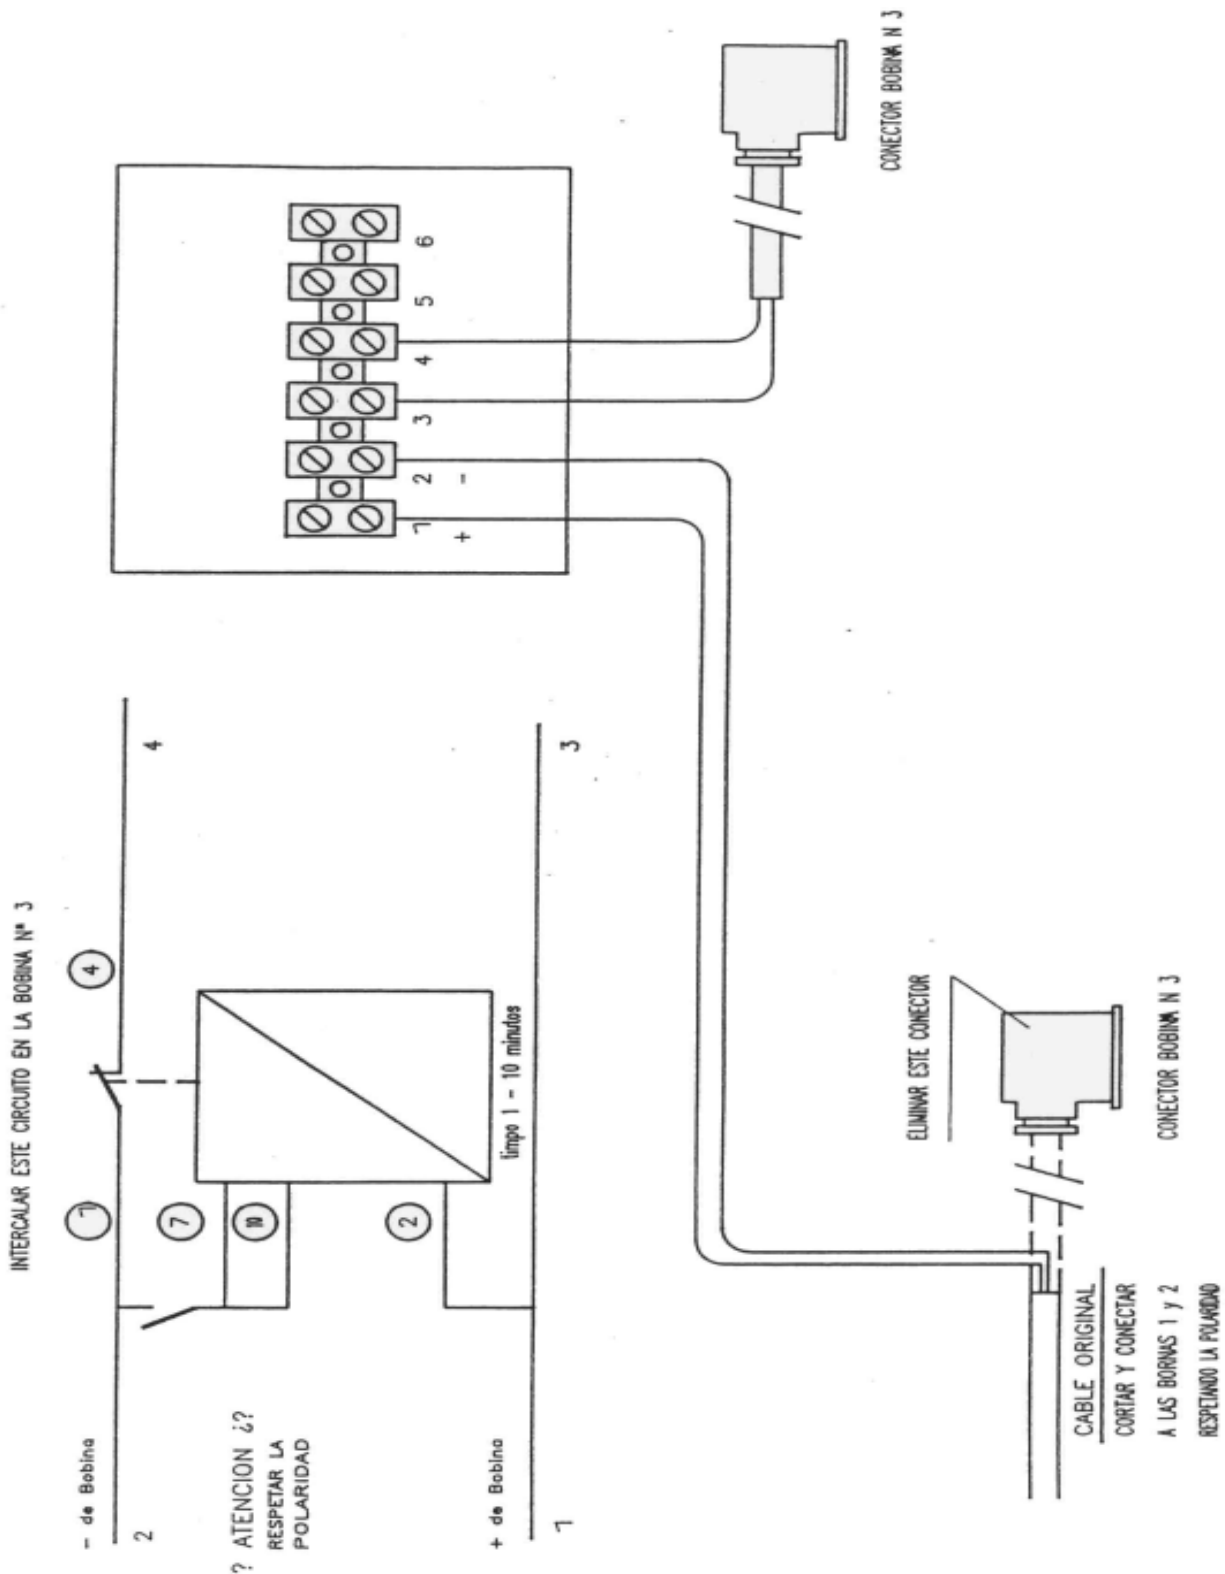 INTERCALAR ESTE CIRCUITO EN LA BOBINA Nº 3
- de Bobina
2
1
4
4
7
10
2
? ATENCION ¿?
RESPETAR LA
POLARIDAD
timpo 1 - 10 minutos
+ de Bobina
1
3
1 2 3 4 5 6
+ -
CONECTOR BOBINA N 3
ELIMINAR ESTE CONECTOR
CONECTOR BOBINA N 3
CABLE ORIGINAL
CORTAR Y CONECTAR
A LAS BORNAS 1 y 2
RESPETANDO LA POLARIDAD